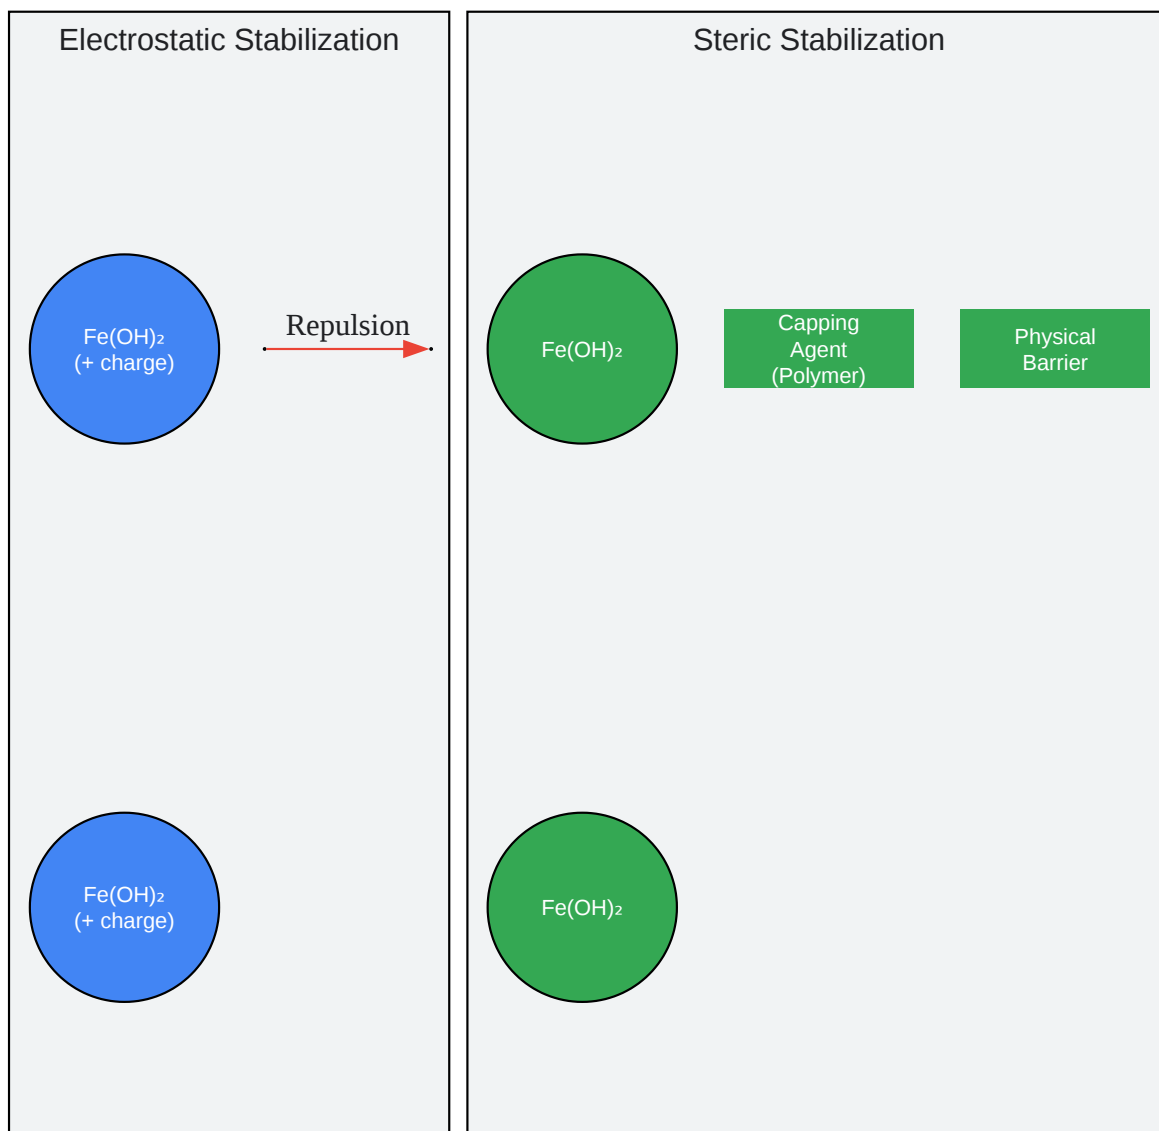 Electrostatic Stabilization
Fe(OH)₂
(+ charge)
Repulsion
Fe(OH)₂
(+ charge)
Steric Stabilization
Fe(OH)₂
Capping
Agent
(Polymer)
Physical
Barrier
Fe(OH)₂